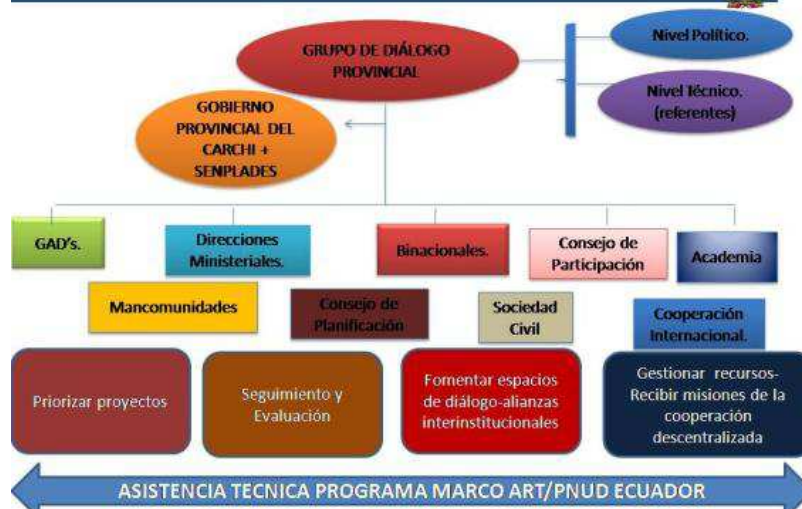 GRUPO DE DIÁLOGO
PROVINCIAL
Nivel Político.
Nivel Técnico.
(referentes)
GOBIERNO
PROVINCIAL DEL
CARCHI +
SENPLADES
GAD's.
Direcciones
Ministeriales.
Binacionales.
Consejo de
Participación
Academia
Mancomunidades
Consejo de
Planificación
Sociedad
Civil
Cooperación
Internacional.
Priorizar proyectos
Seguimiento y
Evaluación
Fomentar espacios
de diálogo-alianzas
interinstitucionales
Gestionar recursos-
Recibir misiones de la
cooperación
descentralizada
ASISTENCIA TECNICA PROGRAMA MARCO ART/PNUD ECUADOR